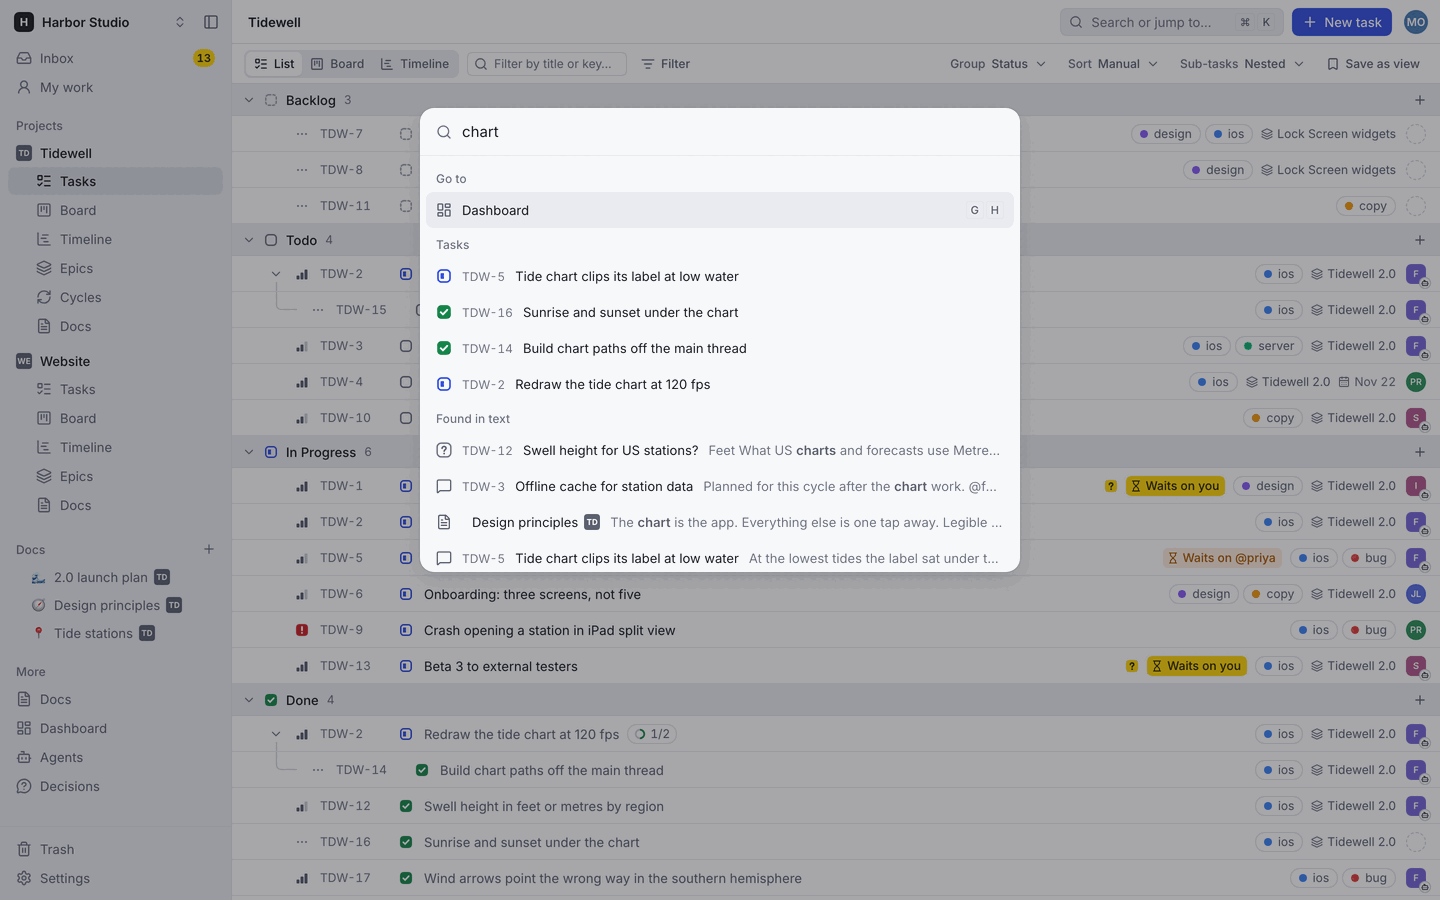 H Harbor Studio
Inbox 13
My work
Projects
TD Tidewell
Tasks
Board
Timeline
Epics
Cycles
Docs
WE Website
Tasks
Board
Timeline
Epics
Docs
Docs
2.0 launch plan TD
Design principles TD
Tide stations TD
More
Docs
Dashboard
Agents
Decisions
Trash
Settings
Tidewell
Search or jump to... ⌘ K
New task
MO
List Board Timeline
Filter by title or key...
Filter
Group Status
Sort Manual
Sub-tasks Nested
Save as view
Backlog 3
TDW-7 design ios Lock Screen widgets
TDW-8 design Lock Screen widgets
TDW-11 copy
Todo 4
TDW-2 ios Tidewell 2.0 F
TDW-15 ios Tidewell 2.0 F
TDW-3 ios server Tidewell 2.0 F
TDW-4 ios Tidewell 2.0 Nov 22 PR
TDW-10 copy Tidewell 2.0 S
In Progress 6
TDW-1 ? Waits on you design Tidewell 2.0 I
TDW-2 ios Tidewell 2.0 F
TDW-5 Waits on @priya ios bug F
TDW-6 Onboarding: three screens, not five design copy Tidewell 2.0 JL
TDW-9 Crash opening a station in iPad split view ios bug PR
TDW-13 Beta 3 to external testers ? Waits on you ios Tidewell 2.0 S
Done 4
TDW-2 Redraw the tide chart at 120 fps 1/2 ios Tidewell 2.0 F
TDW-14 Build chart paths off the main thread ios Tidewell 2.0 F
TDW-12 Swell height in feet or metres by region ios Tidewell 2.0 F
TDW-16 Sunrise and sunset under the chart ios Tidewell 2.0
TDW-17 Wind arrows point the wrong way in the southern hemisphere ios bug F
chart
Go to
Dashboard G H
Tasks
TDW-5 Tide chart clips its label at low water
TDW-16 Sunrise and sunset under the chart
TDW-14 Build chart paths off the main thread
TDW-2 Redraw the tide chart at 120 fps
Found in text
TDW-12 Swell height for US stations? Feet What US charts and forecasts use Metre...
TDW-3 Offline cache for station data Planned for this cycle after the chart work. @f...
Design principles TD The chart is the app. Everything else is one tap away. Legible ...
TDW-5 Tide chart clips its label at low water At the lowest tides the label sat under t...